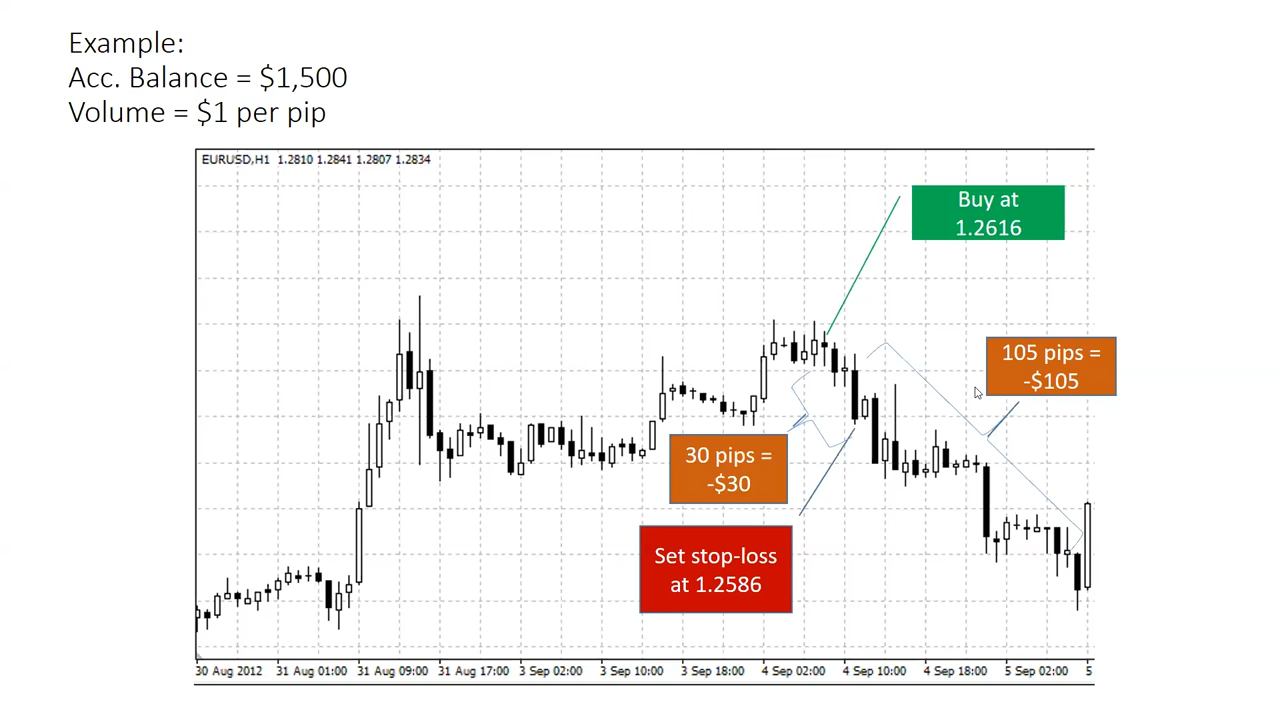 Example:
Acc. Balance = $1,500
Volume = $1 per pip
EURUSD,H1 1.2810 1.2841 1.2807 1.2834
Buy at
1.2616
105 pips =
-$105
30 pips =
-$30
Set stop-loss
at 1.2586
30 Aug 2012 31 Aug 01:00 31 Aug 09:00 31 Aug 17:00 3 Sep 02:00 3 Sep 10:00 3 Sep 18:00 4 Sep 02:00 4 Sep 10:00 4 Sep 18:00 5 Sep 02:00 5